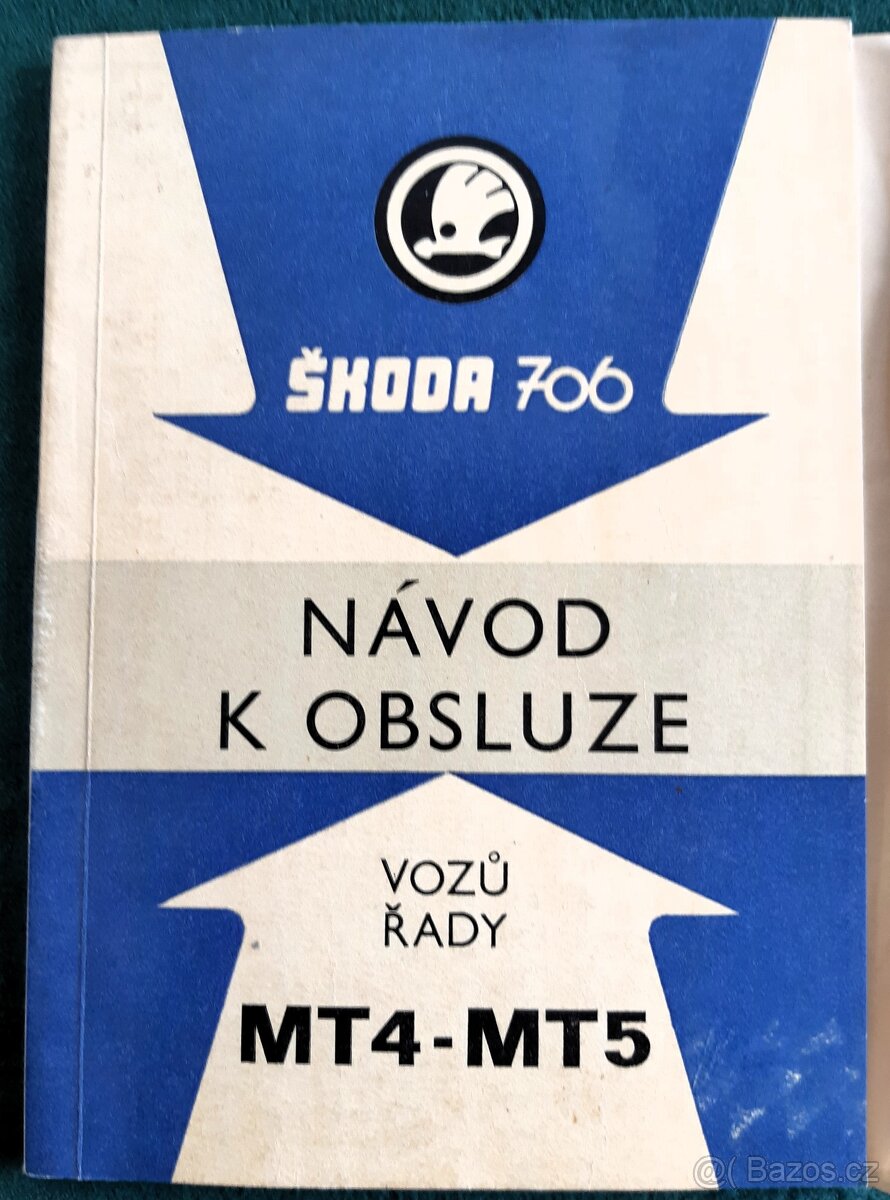 ŠKODA 706
NÁVOD
K OBSLUZE
VOZŮ
ŘADY
MT4-MT5
@( Bazos.cz